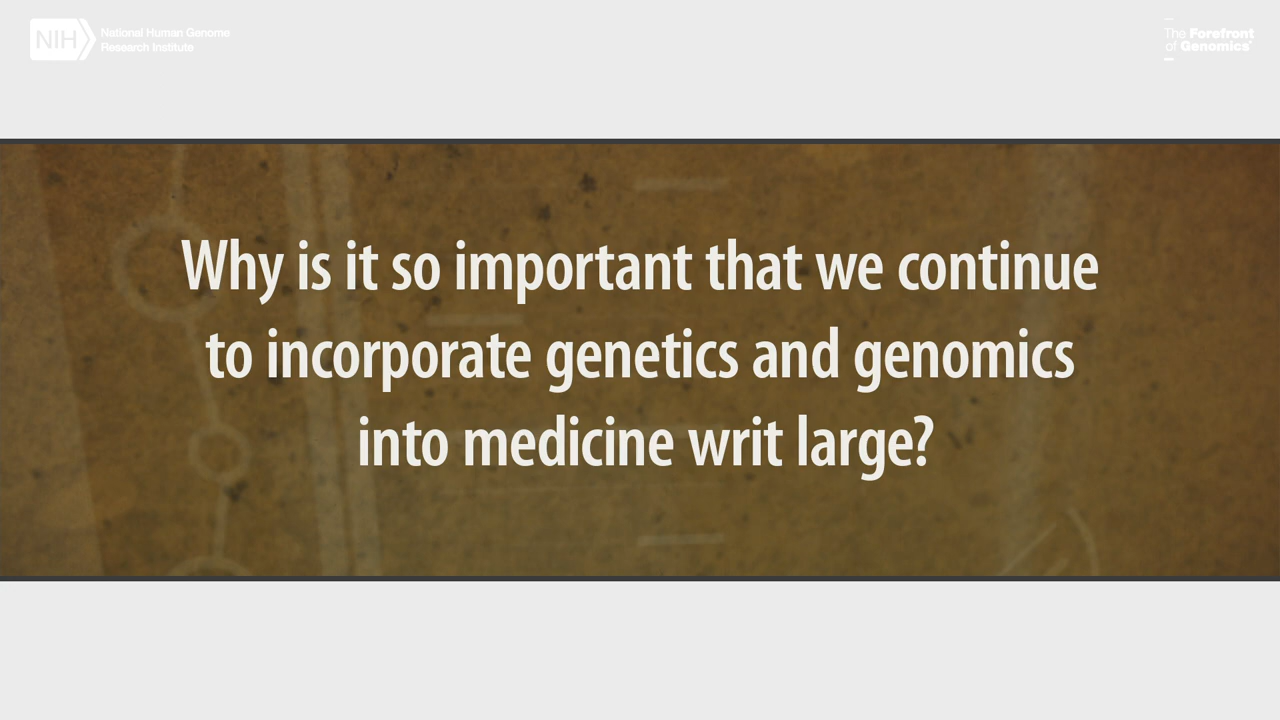 NIH
National Human Genome
Research Institute
The Forefront
of Genomics®
Why is it so important that we continue
to incorporate genetics and genomics
into medicine writ large?